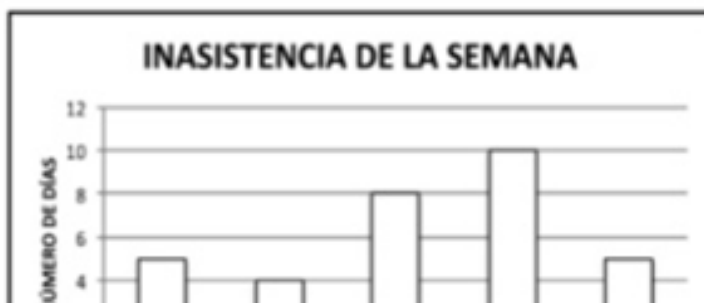 INASISTENCIA DE LA SEMANA
12
10
8
6
4
ÚMERO DE DÍAS